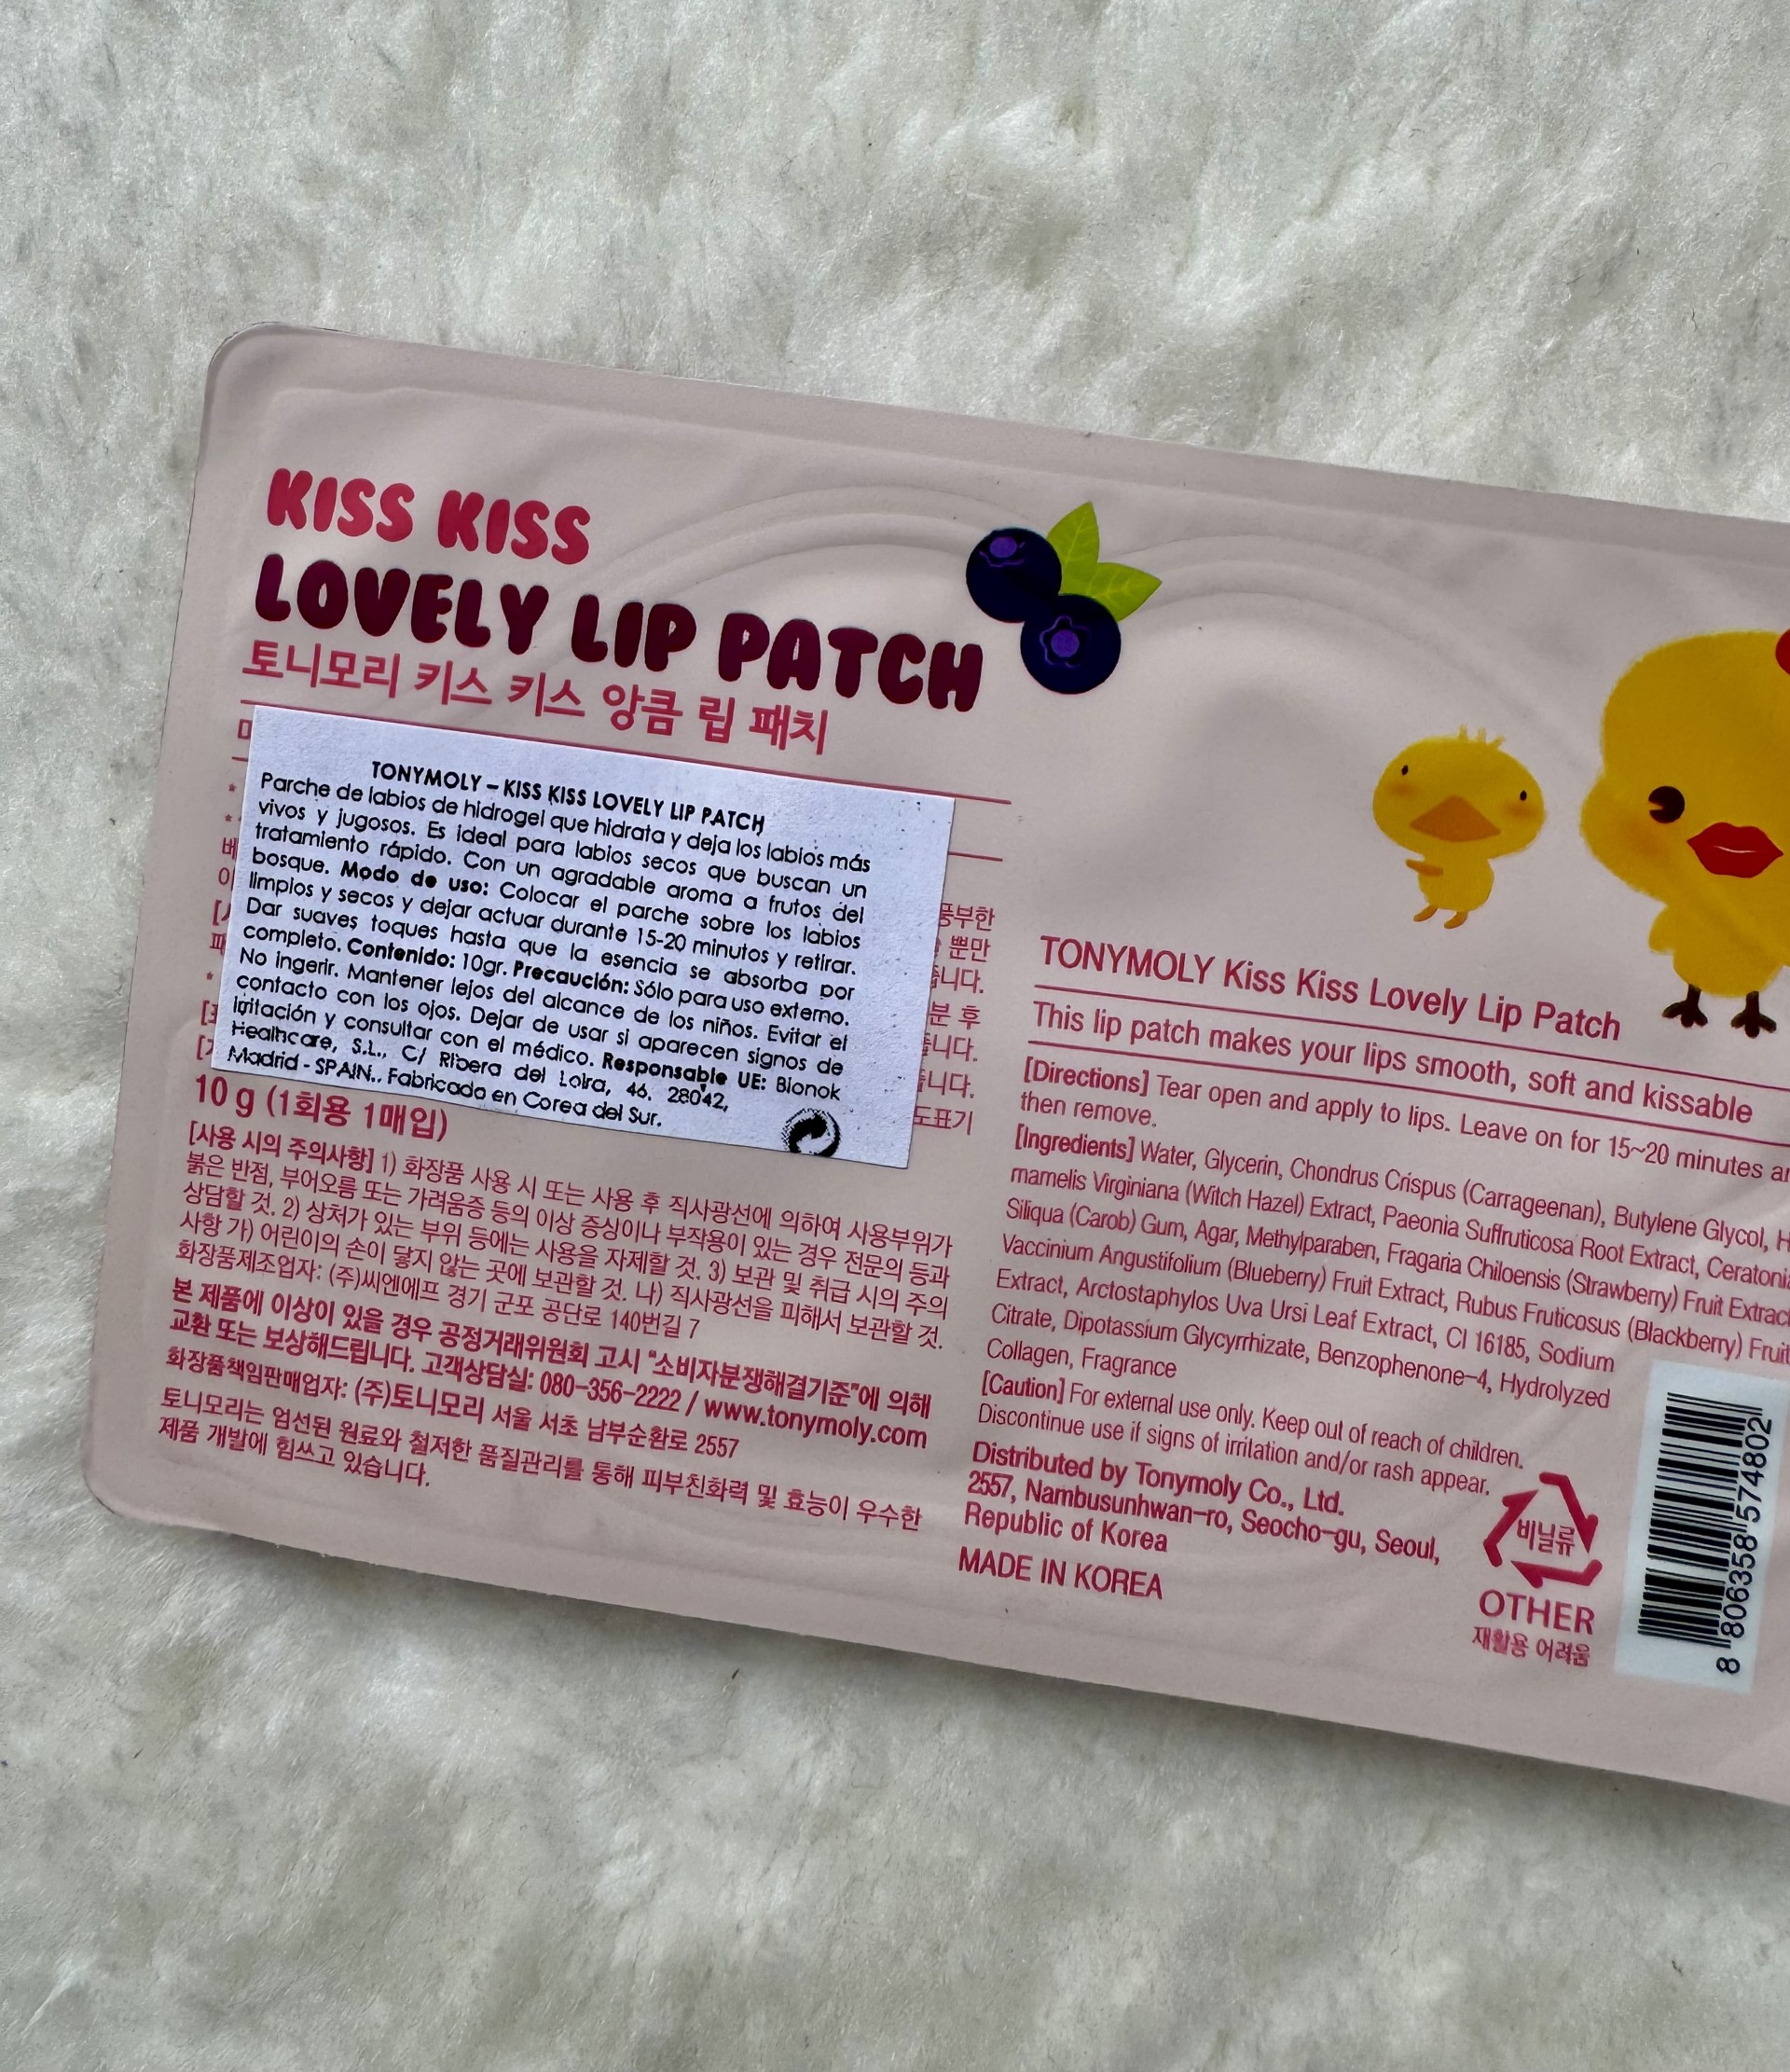 KISS KISS
LOVELY LIP PATCH
토니모리 키스 키스 앙큼 립 패치
TONYMOLY – KISS KISS LOVELY LIP PATCH
Parche de labios de hidrogel que hidrata y deja los labios más
vivos y jugosos. Es ideal para labios secos que buscan un
tratamiento rápido. Con un agradable aroma a frutos del
bosque. Modo de uso: Colocar el parche sobre los labios
limpios y secos y dejar actuar durante 15-20 minutos y retirar.
Dar suaves toques hasta que la esencia se absorba por
completo. Contenido: 10gr. Precaución: Sólo para uso externo.
No ingerir. Mantener lejos del alcance de los niños. Evitar el
contacto con los ojos. Dejar de usar si aparecen signos de
irritación y consultar con el médico. Responsable UE: Bionok
Healthcare, S.L., C/ Ribera del Loira, 46. 28042,
Madrid - SPAIN.. Fabricado en Corea del Sur.
풍부한
뿐만
니다.
분 후
니다.
니다.
도표기
10 g (1회용 1매입)
[사용 시의 주의사항] 1) 화장품 사용 시 또는 사용 후 직사광선에 의하여 사용부위가
붉은 반점, 부어오름 또는 가려움증 등의 이상 증상이나 부작용이 있는 경우 전문의 등과
상담할 것. 2) 상처가 있는 부위 등에는 사용을 자제할 것. 3) 보관 및 취급 시의 주의
사항 가) 어린이의 손이 닿지 않는 곳에 보관할 것. 나) 직사광선을 피해서 보관할 것.
화장품제조업자: (주)씨엔에프 경기 군포 공단로 140번길 7
본 제품에 이상이 있을 경우 공정거래위원회 고시 “소비자분쟁해결기준”에 의해
교환 또는 보상해드립니다. 고객상담실: 080-356-2222 / www.tonymoly.com
화장품책임판매업자: (주)토니모리 서울 서초 남부순환로 2557
토니모리는 엄선된 원료와 철저한 품질관리를 통해 피부친화력 및 효능이 우수한
제품 개발에 힘쓰고 있습니다.
TONYMOLY Kiss Kiss Lovely Lip Patch
This lip patch makes your lips smooth, soft and kissable
[Directions] Tear open and apply to lips. Leave on for 15~20 minutes an
then remove.
[Ingredients] Water, Glycerin, Chondrus Crispus (Carrageenan), Butylene Glycol, H
mamelis Virginiana (Witch Hazel) Extract, Paeonia Suffruticosa Root Extract, Ceratonia
Siliqua (Carob) Gum, Agar, Methylparaben, Fragaria Chiloensis (Strawberry) Fruit Extract
Vaccinium Angustifolium (Blueberry) Fruit Extract, Rubus Fruticosus (Blackberry) Fruit
Extract, Arctostaphylos Uva Ursi Leaf Extract, CI 16185, Sodium
Citrate, Dipotassium Glycyrrhizate, Benzophenone-4, Hydrolyzed
Collagen, Fragrance
[Caution] For external use only. Keep out of reach of children.
Discontinue use if signs of irritation and/or rash appear.
Distributed by Tonymoly Co., Ltd.
2557, Nambusunhwan-ro, Seocho-gu, Seoul,
Republic of Korea
MADE IN KOREA
비닐류
OTHER
재활용 어려움
8 806358 574802